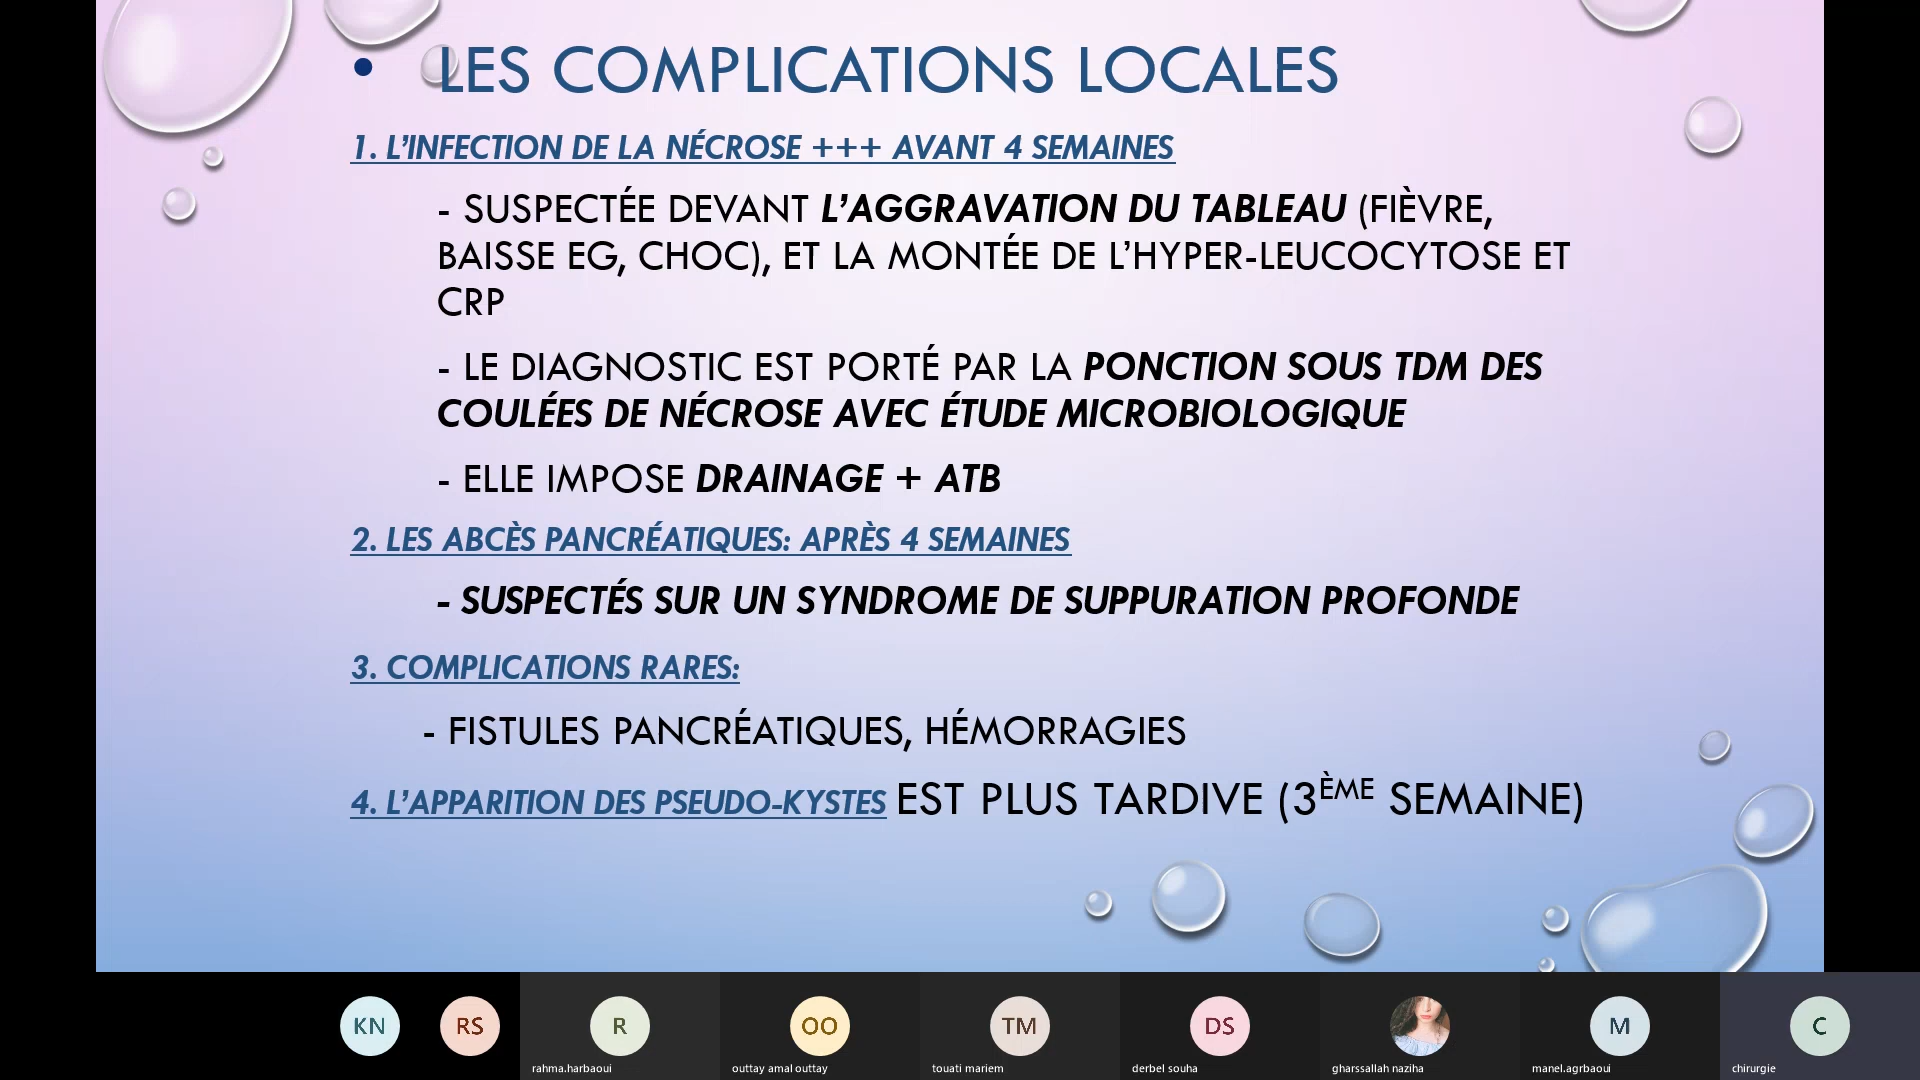 • LES COMPLICATIONS LOCALES
1. L’INFECTION DE LA NÉCROSE +++ AVANT 4 SEMAINES
- SUSPECTÉE DEVANT L’AGGRAVATION DU TABLEAU (FIÈVRE,
BAISSE EG, CHOC), ET LA MONTÉE DE L’HYPER-LEUCOCYTOSE ET
CRP
- LE DIAGNOSTIC EST PORTÉ PAR LA PONCTION SOUS TDM DES
COULÉES DE NÉCROSE AVEC ÉTUDE MICROBIOLOGIQUE
- ELLE IMPOSE DRAINAGE + ATB
2. LES ABCÈS PANCRÉATIQUES: APRÈS 4 SEMAINES
- SUSPECTÉS SUR UN SYNDROME DE SUPPURATION PROFONDE
3. COMPLICATIONS RARES:
- FISTULES PANCRÉATIQUES, HÉMORRAGIES
4. L’APPARITION DES PSEUDO-KYSTES EST PLUS TARDIVE (3ÈME SEMAINE)
KN RS R OO TM DS M C
rahma.harbaoui outtay amal outtay touati mariem derbel souha gharssallah naziha manel.agrbaoui chirurgie